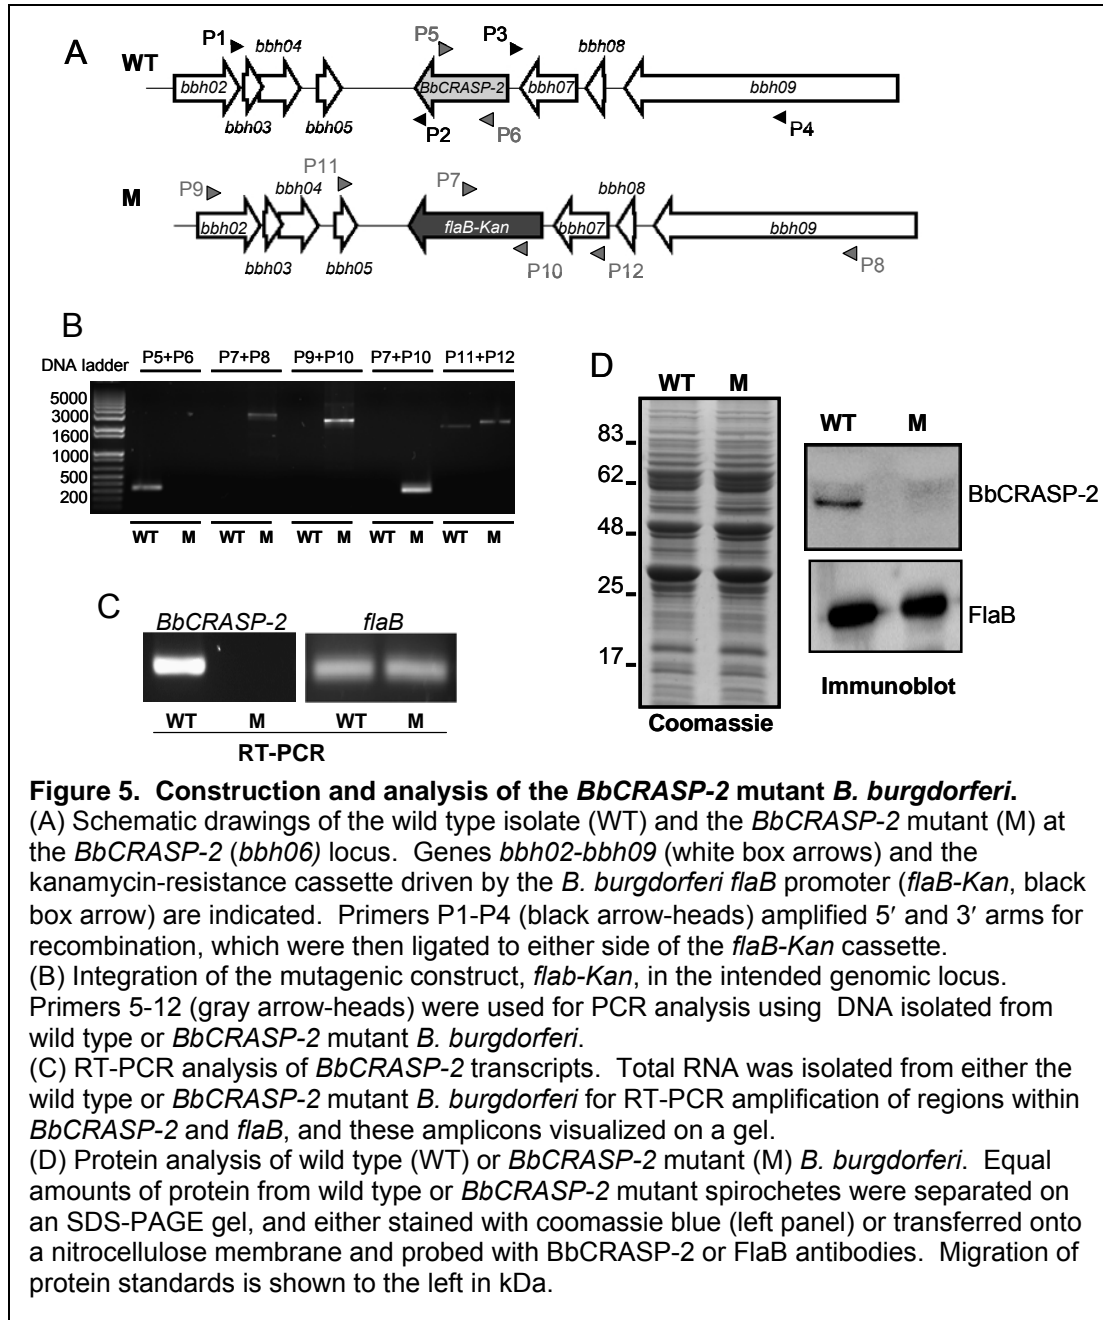 A
WT
P1
bbh04
P5
P3
bbh08
bbh02
BbCRASP-2
bbh07
bbh09
bbh03
bbh05
P2
P6
P4
M
P9
bbh04
P11
P7
bbh08
bbh02
flaB-Kan
bbh07
bbh09
bbh03
bbh05
P10
P12
P8
B
DNA ladder
P5+P6 P7+P8 P9+P10 P7+P10 P11+P12
5000
3000
1600
1000
500
200
WT M WT M WT M WT M WT M
C
BbCRASP-2 flaB
WT M WT M
RT-PCR
D
WT M
83
62
48
25
17
Coomassie
WT M
BbCRASP-2
FlaB
Immunoblot
Figure 5. Construction and analysis of the BbCRASP-2 mutant B. burgdorferi.
(A) Schematic drawings of the wild type isolate (WT) and the BbCRASP-2 mutant (M) at
the BbCRASP-2 (bbh06) locus. Genes bbh02-bbh09 (white box arrows) and the
kanamycin-resistance cassette driven by the B. burgdorferi flaB promoter (flaB-Kan, black
box arrow) are indicated. Primers P1-P4 (black arrow-heads) amplified 5′ and 3′ arms for
recombination, which were then ligated to either side of the flaB-Kan cassette.
(B) Integration of the mutagenic construct, flab-Kan, in the intended genomic locus.
Primers 5-12 (gray arrow-heads) were used for PCR analysis using DNA isolated from
wild type or BbCRASP-2 mutant B. burgdorferi.
(C) RT-PCR analysis of BbCRASP-2 transcripts. Total RNA was isolated from either the
wild type or BbCRASP-2 mutant B. burgdorferi for RT-PCR amplification of regions within
BbCRASP-2 and flaB, and these amplicons visualized on a gel.
(D) Protein analysis of wild type (WT) or BbCRASP-2 mutant (M) B. burgdorferi. Equal
amounts of protein from wild type or BbCRASP-2 mutant spirochetes were separated on
an SDS-PAGE gel, and either stained with coomassie blue (left panel) or transferred onto
a nitrocellulose membrane and probed with BbCRASP-2 or FlaB antibodies. Migration of
protein standards is shown to the left in kDa.